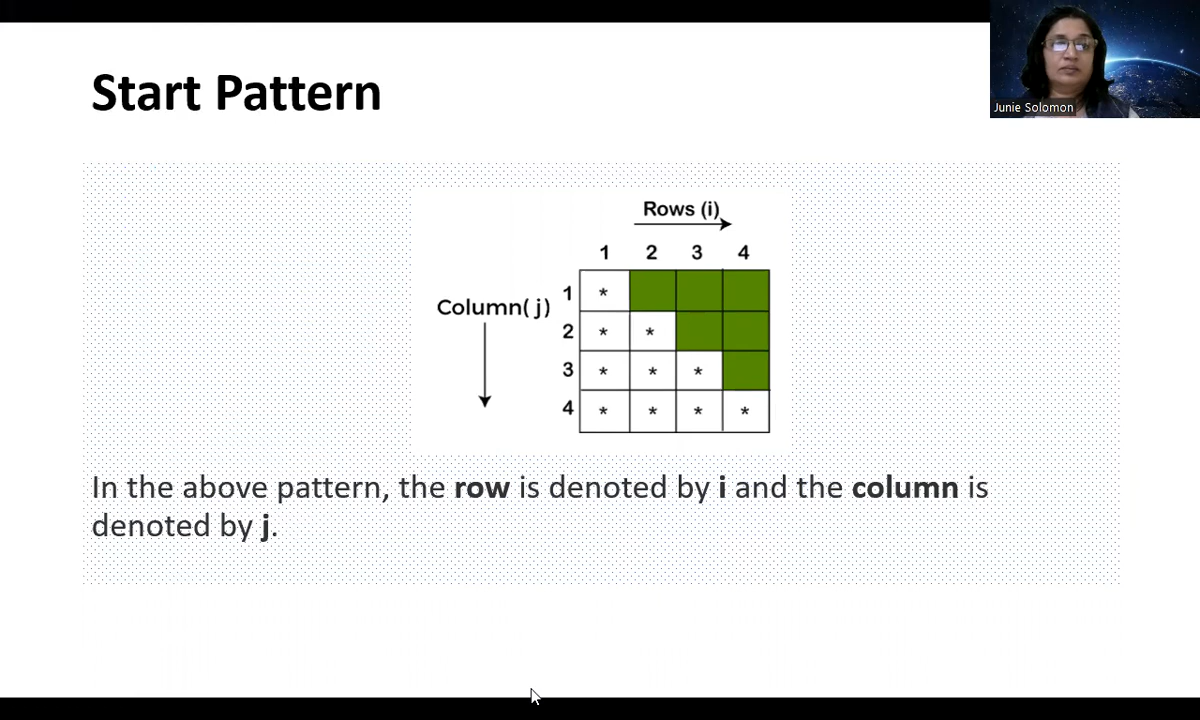 Start Pattern
Junie Solomon
Rows (i)
1 2 3 4
Column( j)
1 *
2 * *
3 * * *
4 * * * *
In the above pattern, the row is denoted by i and the column is
denoted by j.